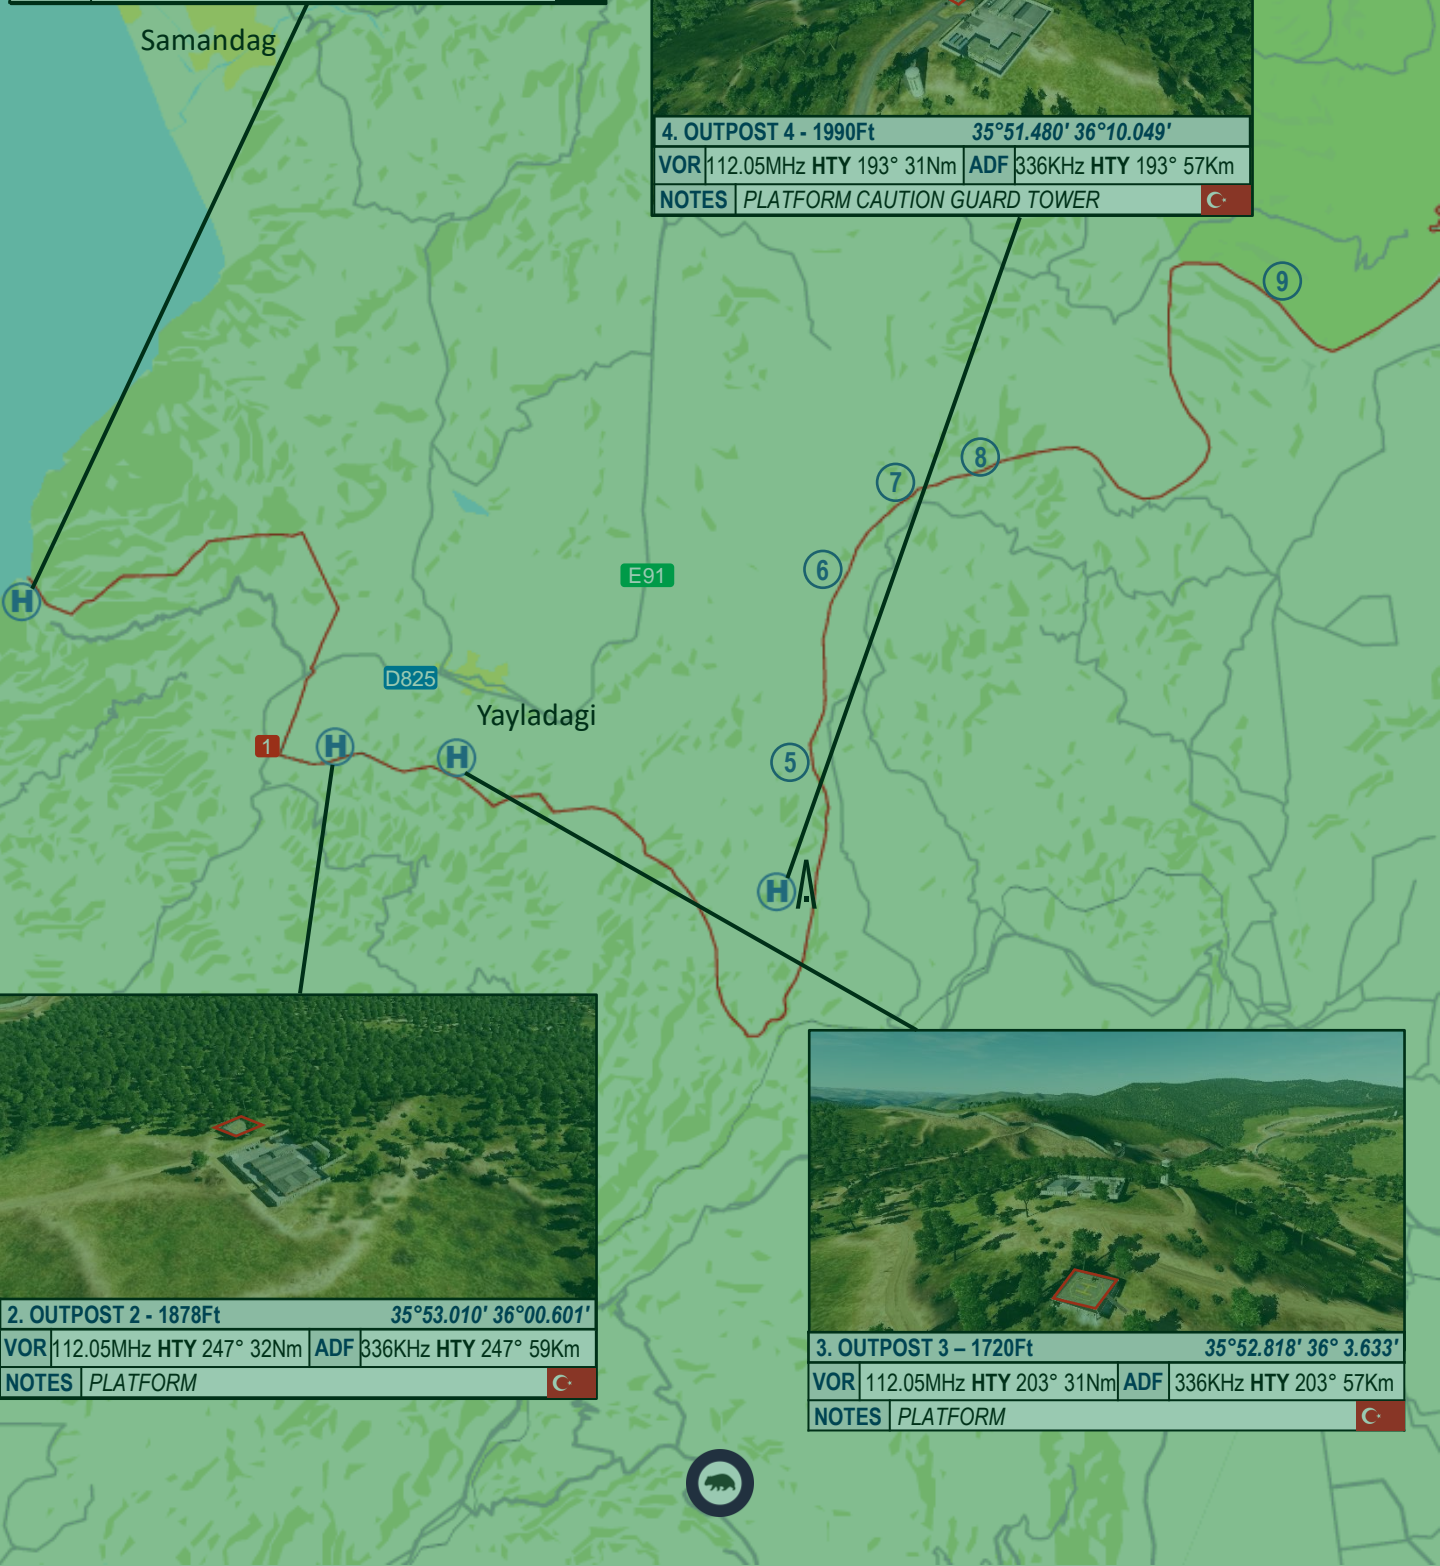 Samandag
4. OUTPOST 4 - 1990Ft 35°51.480' 36°10.049'
VOR 112.05MHz HTY 193° 31Nm ADF 336KHz HTY 193° 57Km
NOTES PLATFORM CAUTION GUARD TOWER
9
8
7
6
E91
H
D825
Yayladagi
1
H
H
5
H
2. OUTPOST 2 - 1878Ft 35°53.010' 36°00.601'
VOR 112.05MHz HTY 247° 32Nm ADF 336KHz HTY 247° 59Km
NOTES PLATFORM
3. OUTPOST 3 – 1720Ft 35°52.818' 36° 3.633'
VOR 112.05MHz HTY 203° 31Nm ADF 336KHz HTY 203° 57Km
NOTES PLATFORM